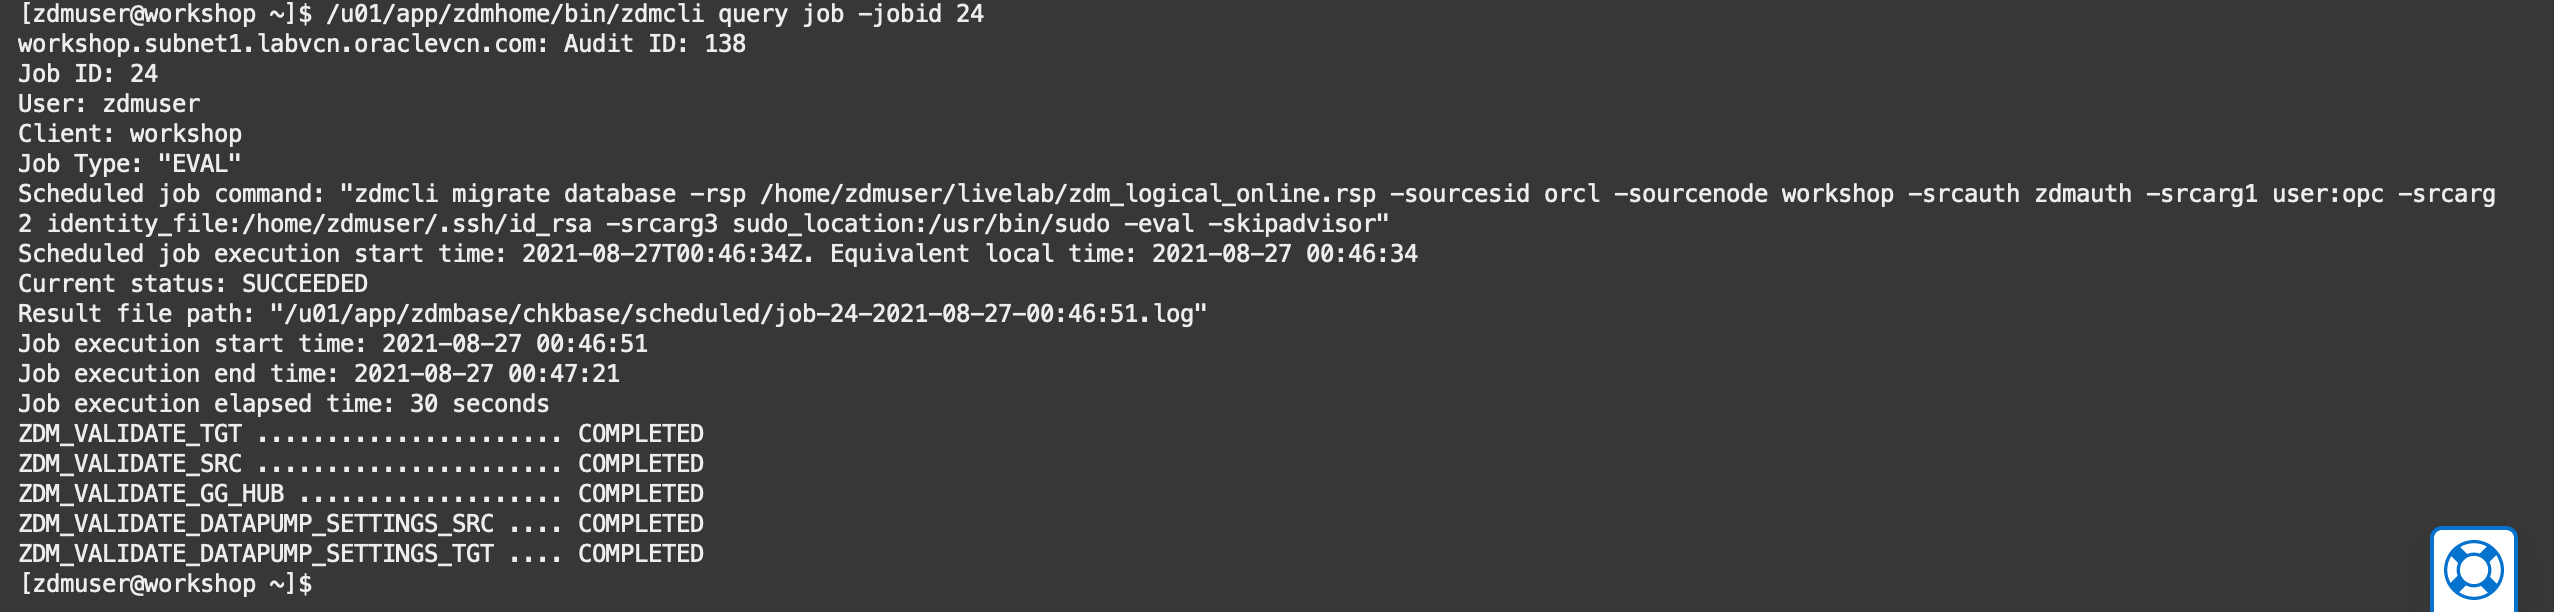 [zdmuser@workshop ~]$ /u01/app/zdmhome/bin/zdmcli query job -jobid 24
workshop.subnet1.labvcn.oraclevcn.com: Audit ID: 138
Job ID: 24
User: zdmuser
Client: workshop
Job Type: "EVAL"
Scheduled job command: "zdmcli migrate database -rsp /home/zdmuser/livelab/zdm_logical_online.rsp -sourcesid orcl -sourcenode workshop -srcauth zdmauth -srcarg1 user:opc -srcarg
2 identity_file:/home/zdmuser/.ssh/id_rsa -srcarg3 sudo_location:/usr/bin/sudo -eval -skipadvisor"
Scheduled job execution start time: 2021-08-27T00:46:34Z. Equivalent local time: 2021-08-27 00:46:34
Current status: SUCCEEDED
Result file path: "/u01/app/zdmbase/chkbase/scheduled/job-24-2021-08-27-00:46:51.log"
Job execution start time: 2021-08-27 00:46:51
Job execution end time: 2021-08-27 00:47:21
Job execution elapsed time: 30 seconds
ZDM_VALIDATE_TGT ...................... COMPLETED
ZDM_VALIDATE_SRC ...................... COMPLETED
ZDM_VALIDATE_GG_HUB ................... COMPLETED
ZDM_VALIDATE_DATAPUMP_SETTINGS_SRC .... COMPLETED
ZDM_VALIDATE_DATAPUMP_SETTINGS_TGT .... COMPLETED
[zdmuser@workshop ~]$